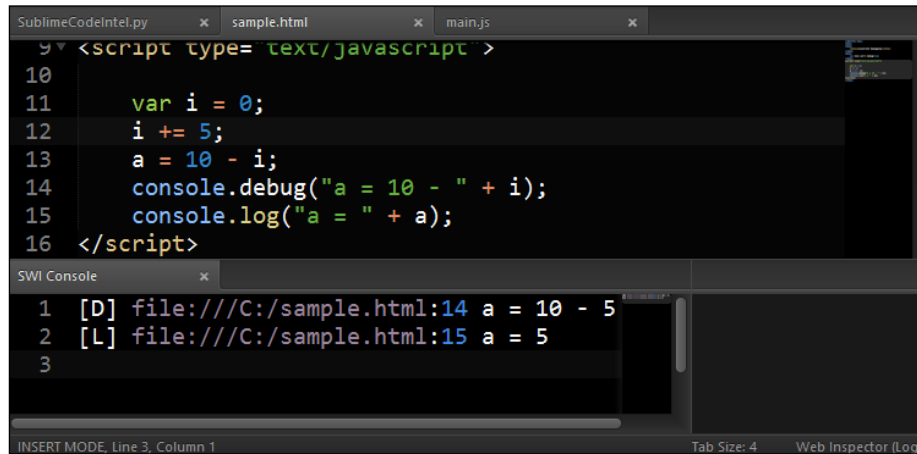 SublimeCodeIntel.py × sample.html × main.js ×
9 <script type="text/javascript">
10
11 var i = 0;
12 i += 5;
13 a = 10 - i;
14 console.debug("a = 10 - " + i);
15 console.log("a = " + a);
16 </script>
SWI Console ×
1 [D] file:///C:/sample.html:14 a = 10 - 5
2 [L] file:///C:/sample.html:15 a = 5
3
INSERT MODE, Line 3, Column 1 Tab Size: 4 Web Inspector (Log